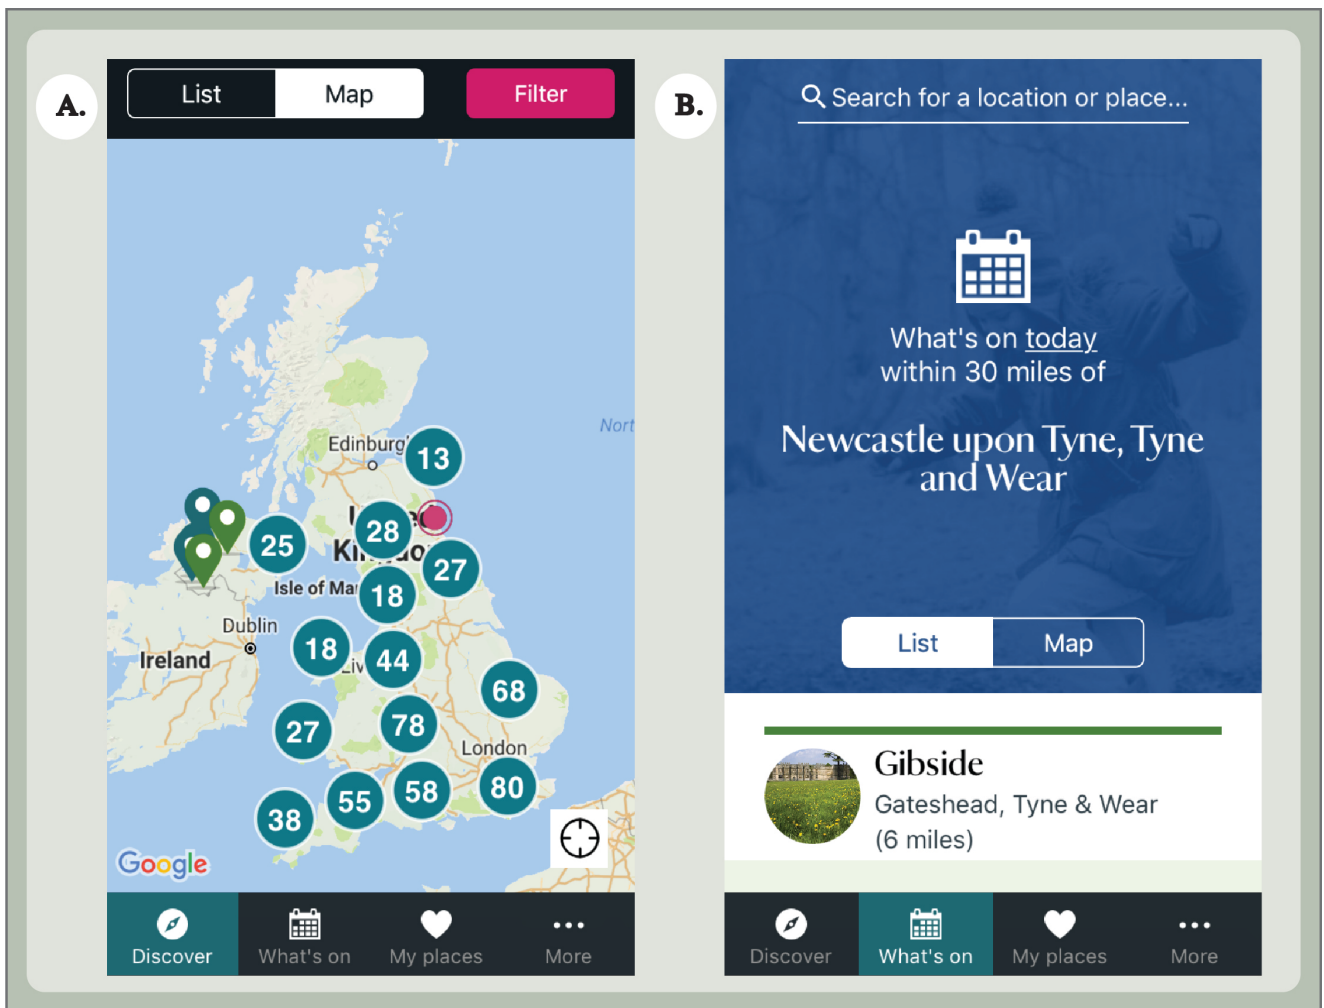 A.
List Map Filter
Nort
Edinburgh
13
28
25
27
Isle of Ma
18
Dublin
18
44
Ireland
68
27
78
London
55
58
80
38
Google
Discover What's on My places More
B.
Search for a location or place...
What's on today
within 30 miles of
Newcastle upon Tyne, Tyne
and Wear
List Map
Gibside
Gateshead, Tyne & Wear
(6 miles)
Discover What's on My places More